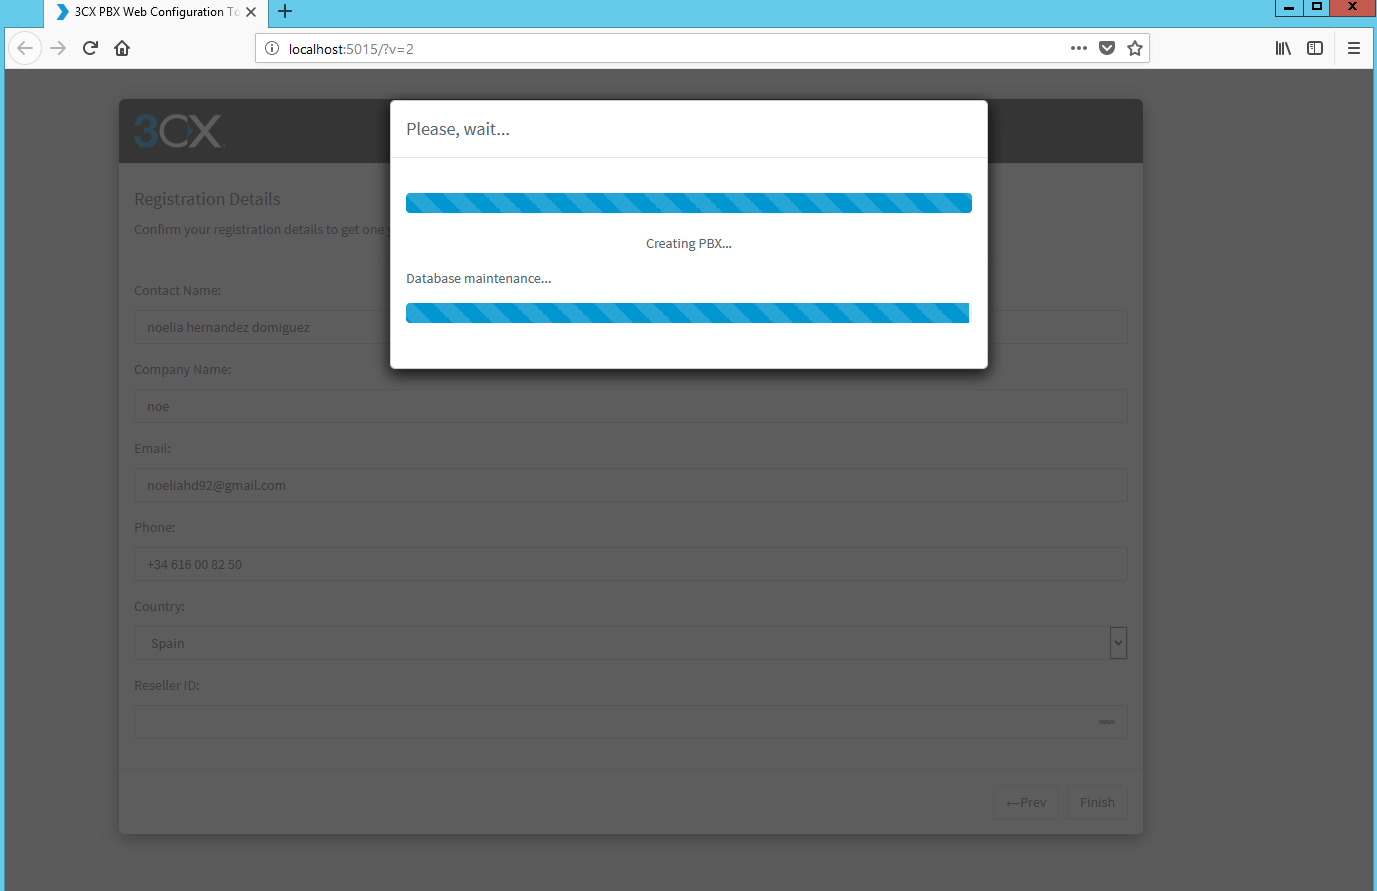 3CX PBX Web Configuration To
localhost:5015/?v=2
3CX
Please, wait...
Registration Details
Confirm your registration details to get one
Creating PBX...
Database maintenance...
Contact Name:
noelia hernandez domiguez
Company Name:
noe
Email:
noeliahd92@gmail.com
Phone:
+34 616 00 82 50
Country:
Spain
Reseller ID:
←Prev
Finish